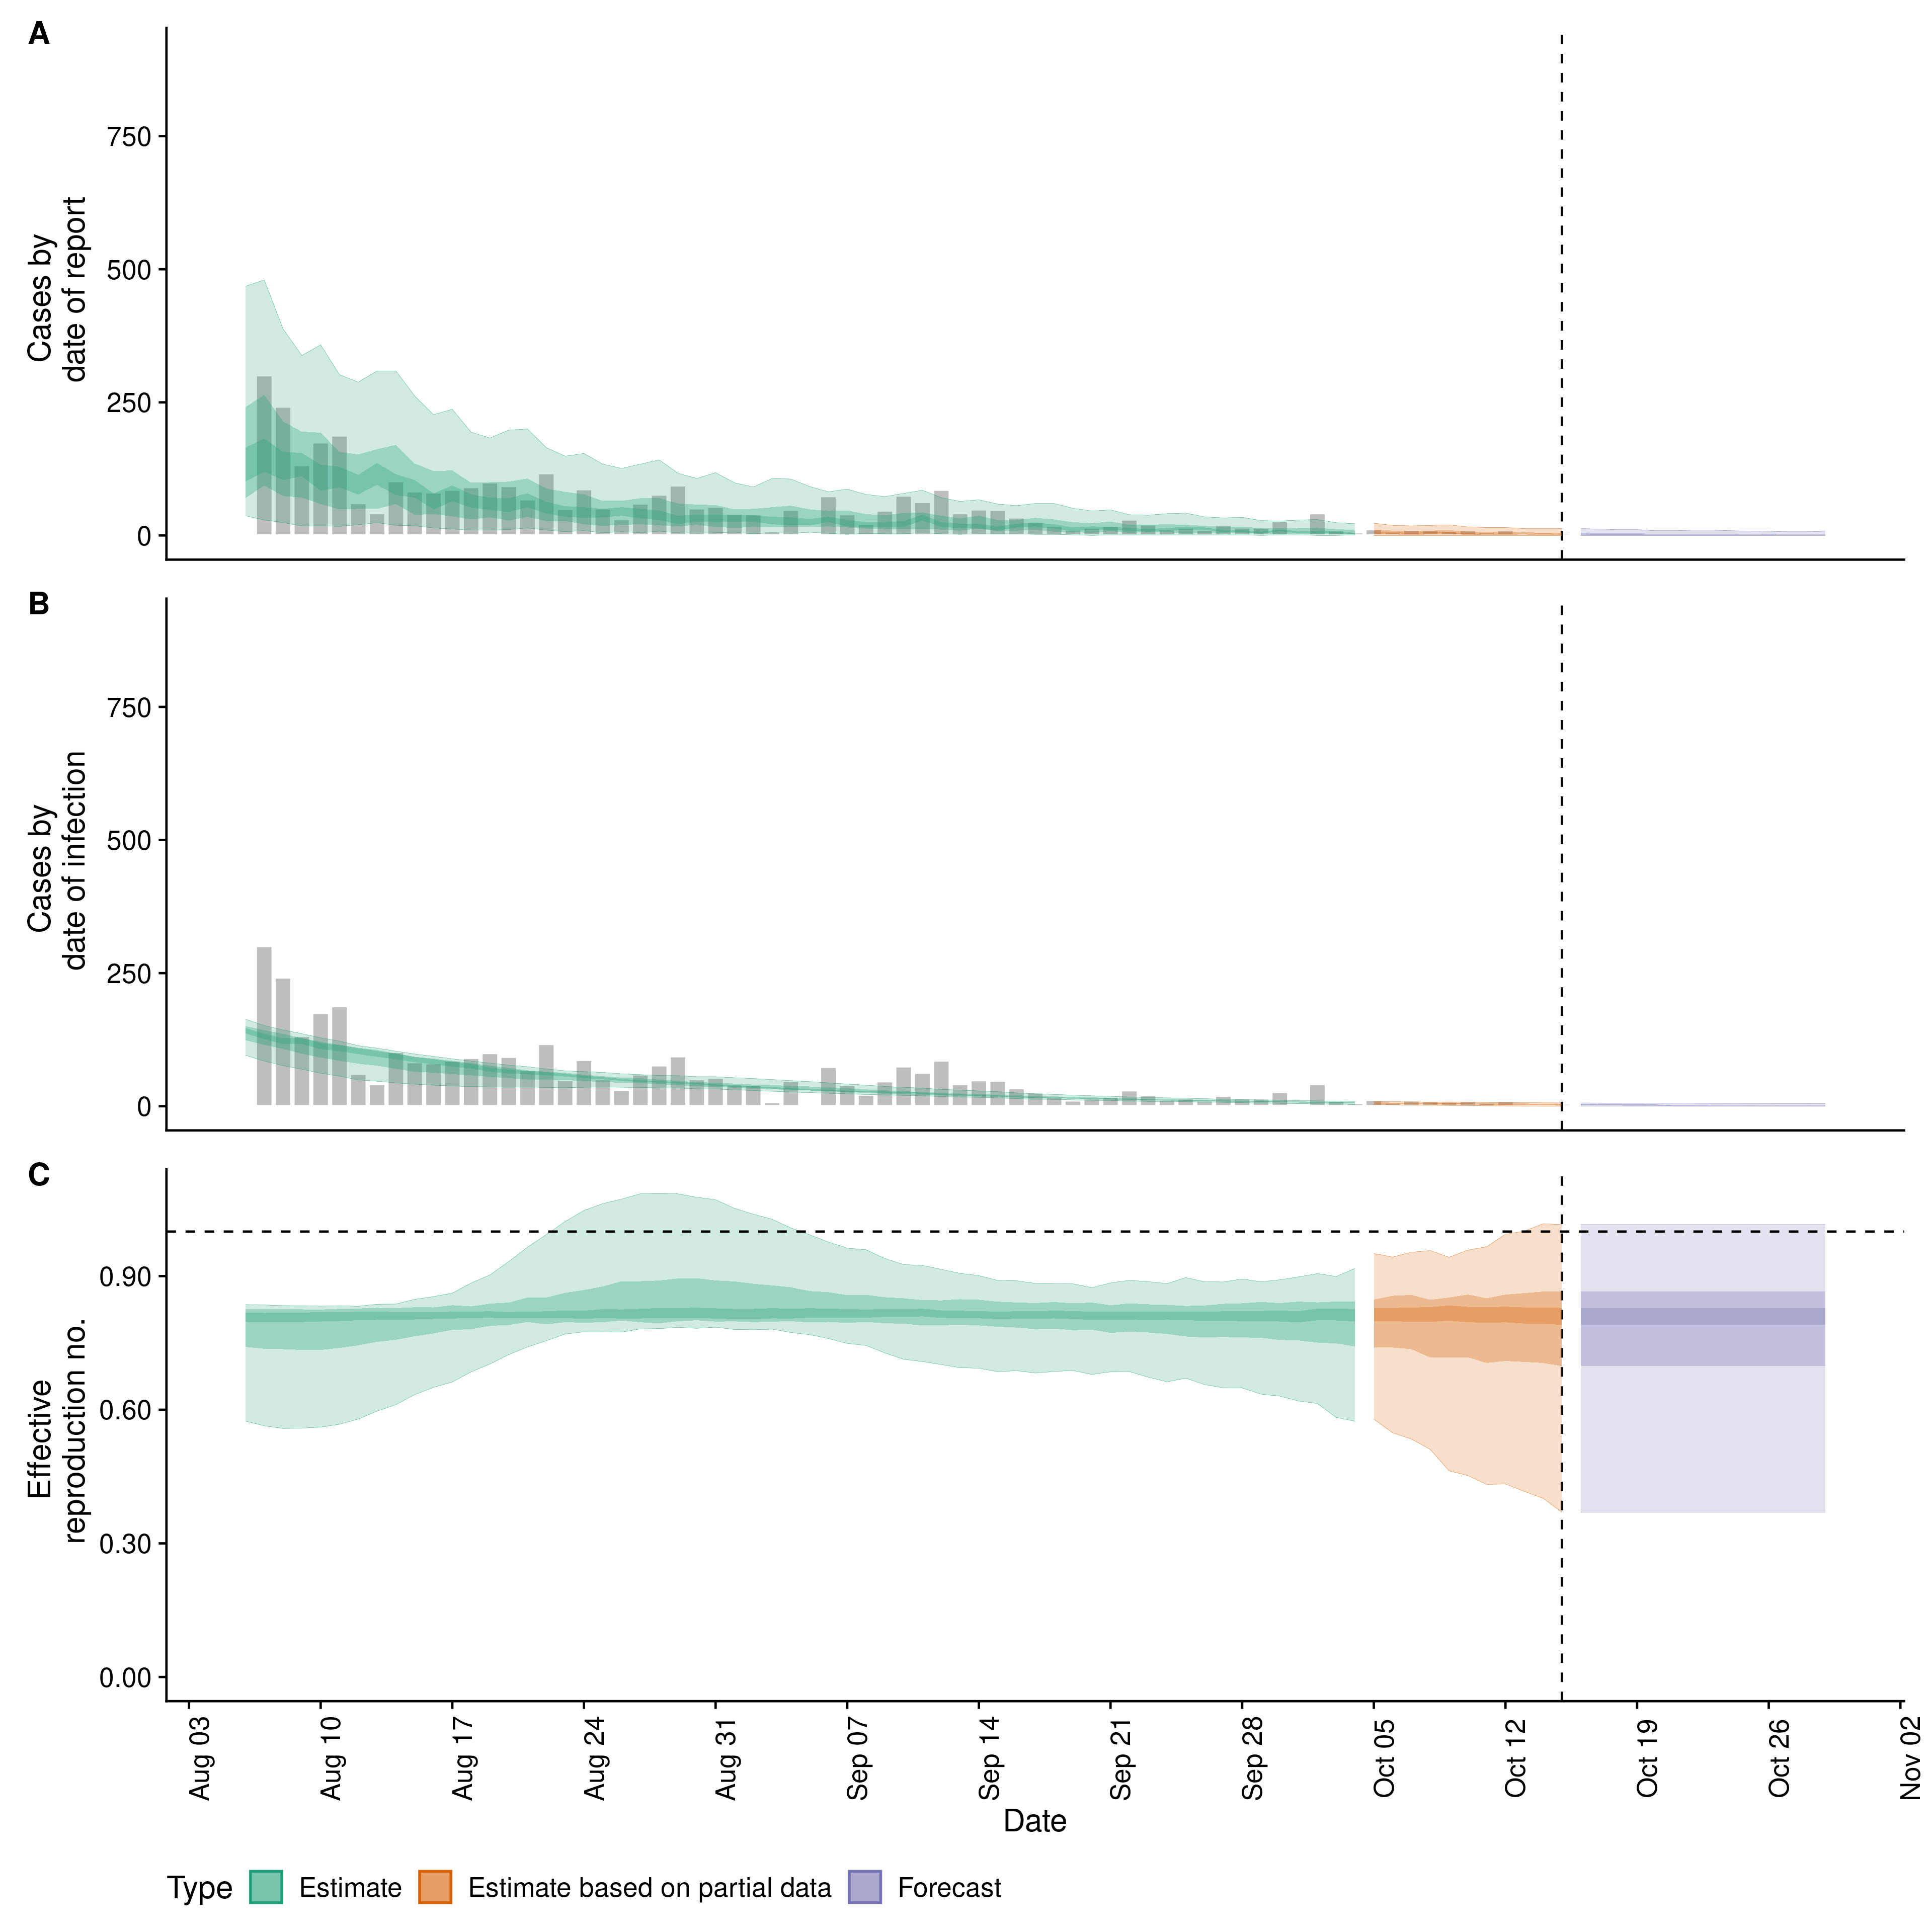 A
Cases by
date of report
750
500
250
0
B
Cases by
date of infection
750
500
250
0
C
Effective
reproduction no.
0.90
0.60
0.30
0.00
Aug 03
Aug 10
Aug 17
Aug 24
Aug 31
Sep 07
Sep 14
Sep 21
Sep 28
Oct 05
Oct 12
Oct 19
Oct 26
Nov 02
Date
Type Estimate Estimate based on partial data Forecast